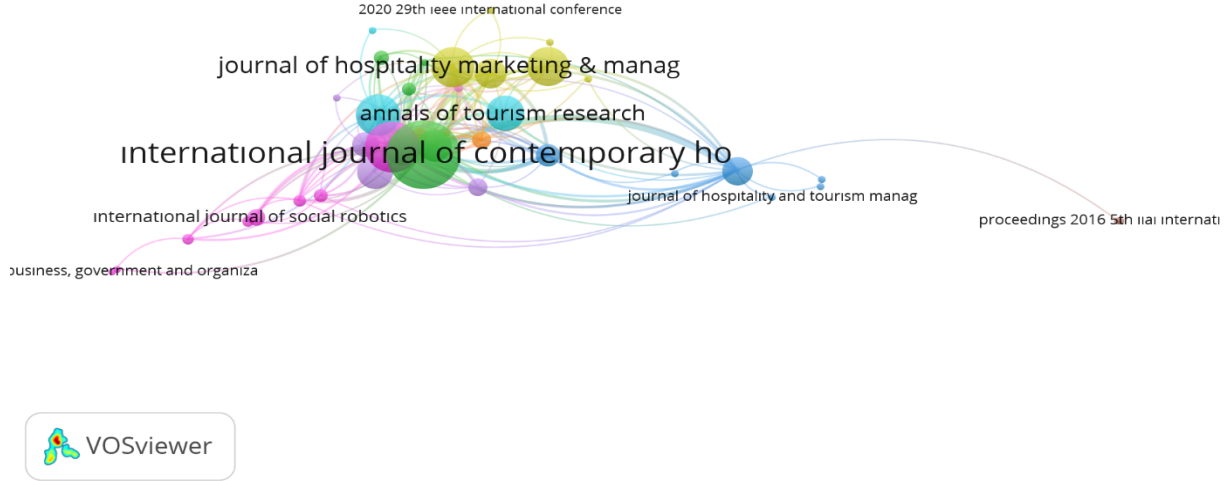 2020 29th ieee international conference
journal of hospitality marketing & manag
annals of tourism research
international journal of contemporary ho
journal of hospitality and tourism manag
international journal of social robotics
proceedings 2016 5th iiai internati
business, government and organiza
VOSviewer